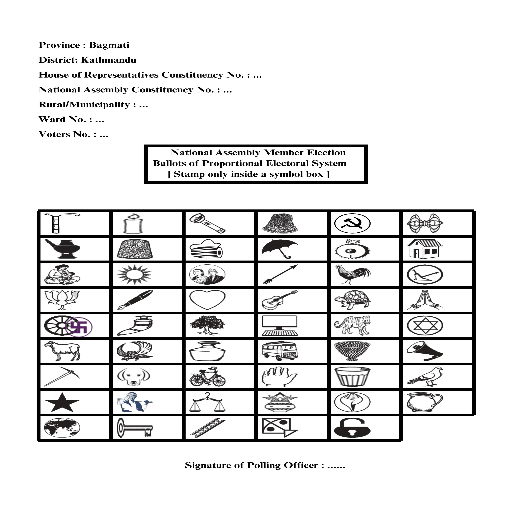 Province : Bagmati
District: Kathmandu
House of Representatives Constituency No. : ...
National Assembly Constituency No. : ...
Rural/Municipality : ...
Ward No. : ...
Voters No. : ...
National Assembly Member Election
Ballots of Proportional Electoral System
[ Stamp only inside a symbol box ]
Signature of Polling Officer : ......